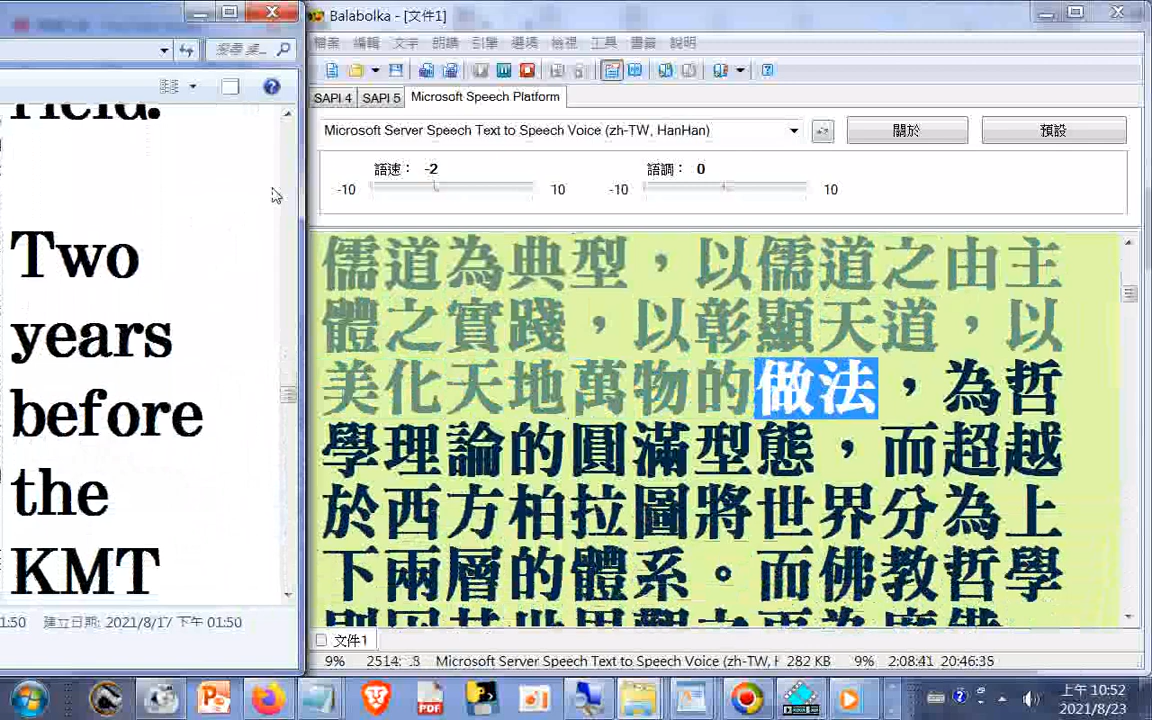 Balabolka - [文件1]
檔案 編輯 文字 朗讀 引擎 選項 檢視 工具 書籤 說明
SAPI 4 SAPI 5 Microsoft Speech Platform
Microsoft Server Speech Text to Speech Voice (zh-TW, HanHan)
關於
預設
語速： -2
語調： 0
-10 10 -10 10
搜尋 桌...
Field.
Two
years
before
the
KMT
1:50 建立日期: 2021/8/17 下午 01:50
儒道為典型，以儒道之由主
體之實踐，以彰顯天道，以
美化天地萬物的做法，為哲
學理論的圓滿型態，而超越
於西方柏拉圖將世界分為上
下兩層的體系。而佛教哲學
文件1
9% 2514: Microsoft Server Speech Text to Speech Voice (zh-TW, H 282 KB 9% 2:08:41 20:46:35
PDF
上午 10:52
2021/8/23